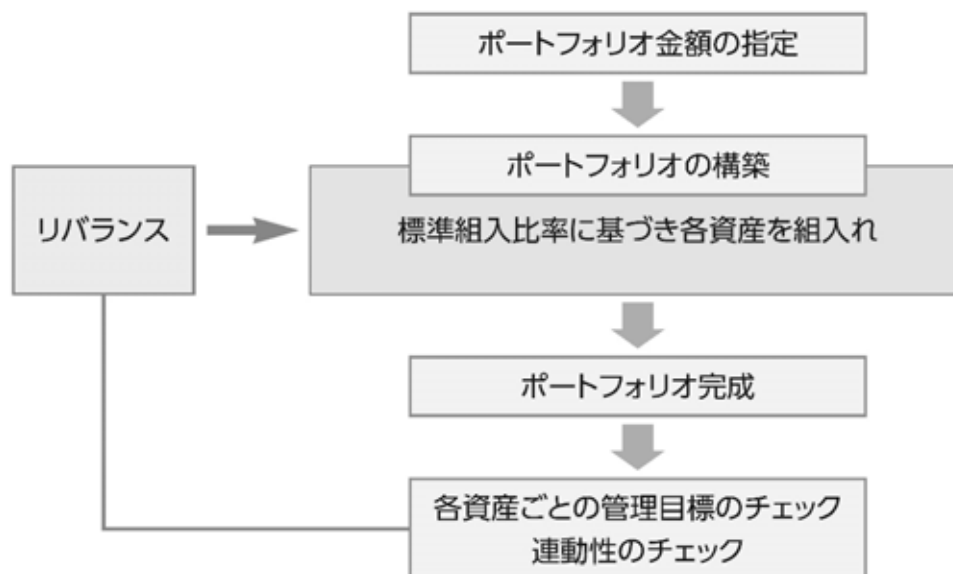 ポートフォリオ金額の指定
ポートフォリオの構築
リバランス
標準組入比率に基づき各資産を組入れ
ポートフォリオ完成
各資産ごとの管理目標のチェック
連動性のチェック